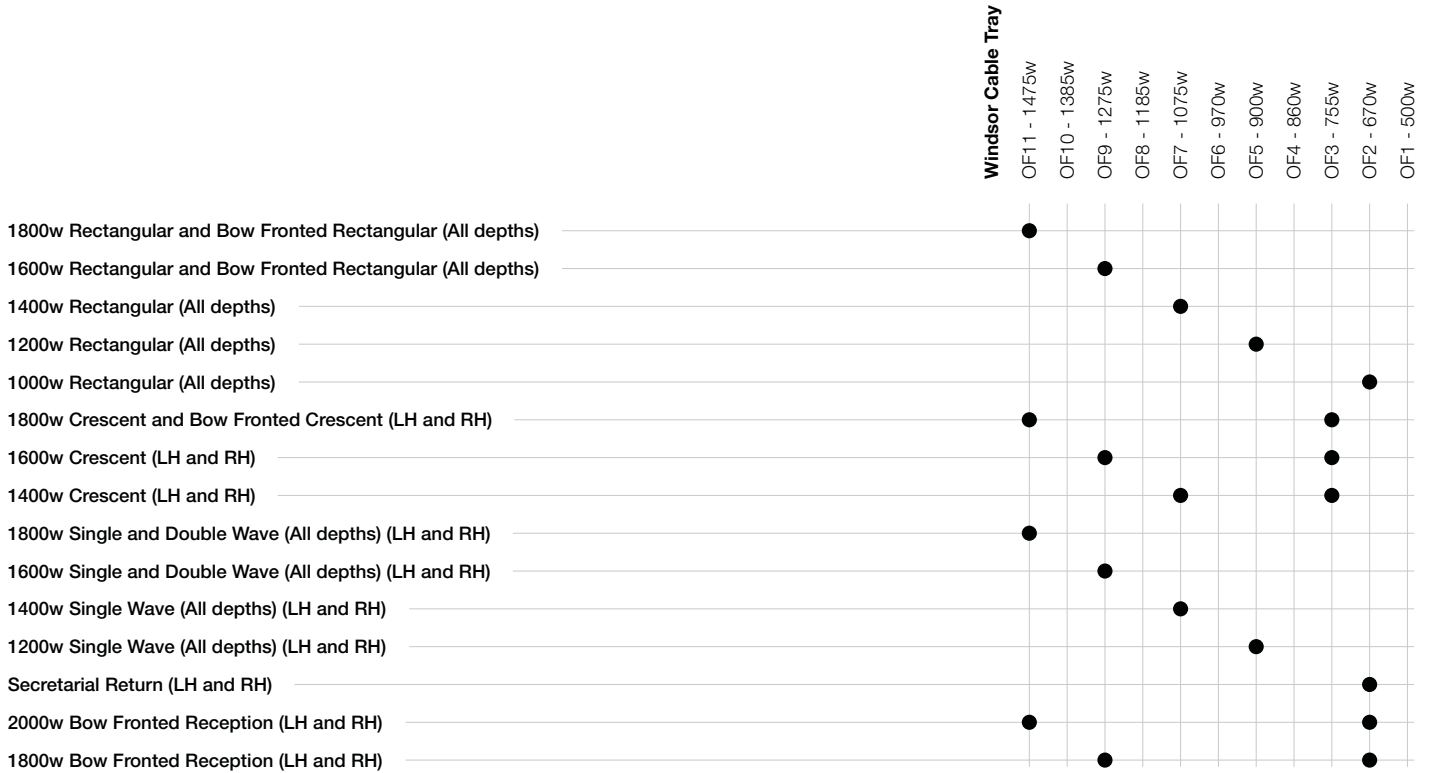 Windsor Cable Tray
OF11 - 1475w
OF10 - 1385w
OF9 - 1275w
OF8 - 1185w
OF7 - 1075w
OF6 - 970w
OF5 - 900w
OF4 - 860w
OF3 - 755w
OF2 - 670w
OF1 - 500w
1800w Rectangular and Bow Fronted Rectangular (All depths)
1600w Rectangular and Bow Fronted Rectangular (All depths)
1400w Rectangular (All depths)
1200w Rectangular (All depths)
1000w Rectangular (All depths)
1800w Crescent and Bow Fronted Crescent (LH and RH)
1600w Crescent (LH and RH)
1400w Crescent (LH and RH)
1800w Single and Double Wave (All depths) (LH and RH)
1600w Single and Double Wave (All depths) (LH and RH)
1400w Single Wave (All depths) (LH and RH)
1200w Single Wave (All depths) (LH and RH)
Secretarial Return (LH and RH)
2000w Bow Fronted Reception (LH and RH)
1800w Bow Fronted Reception (LH and RH)